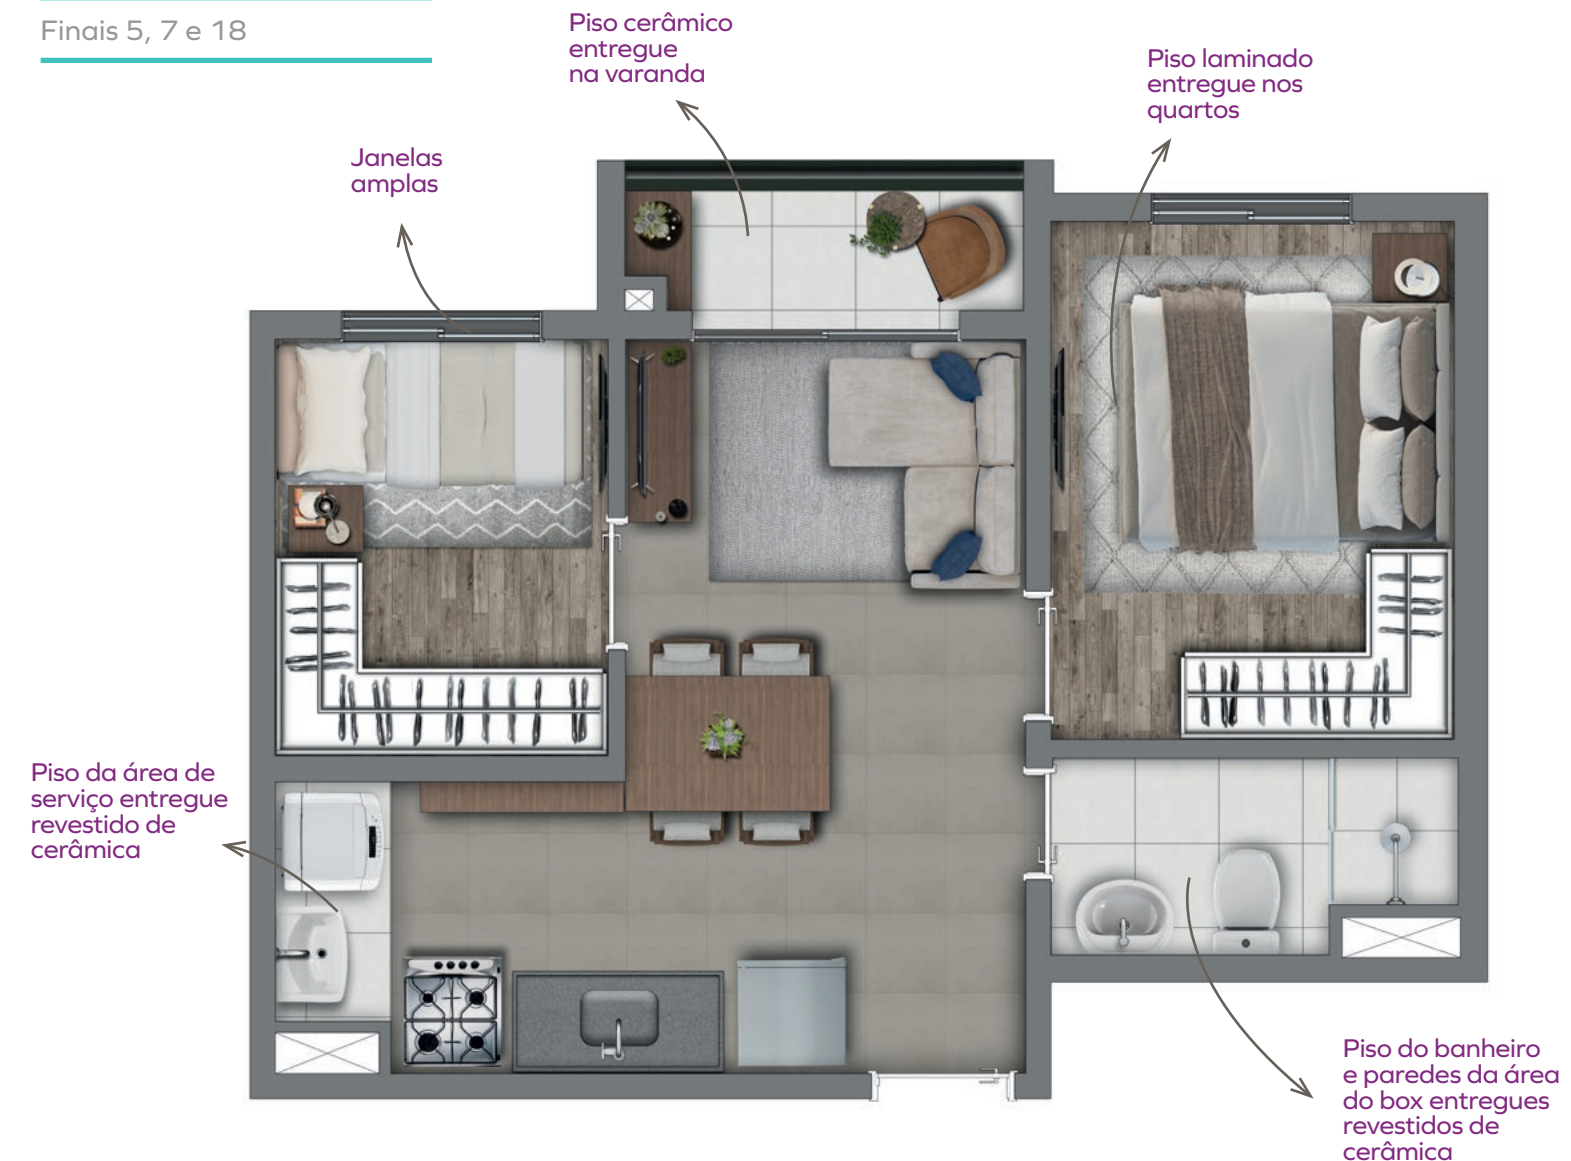 Finais 5, 7 e 18
Piso cerâmico
entregue
na varanda
Piso laminado
entregue nos
quartos
Janelas
amplas
Piso da área de
serviço entregue
revestido de
cerâmica
Piso do banheiro
e paredes da área
do box entregues
revestidos de
cerâmica